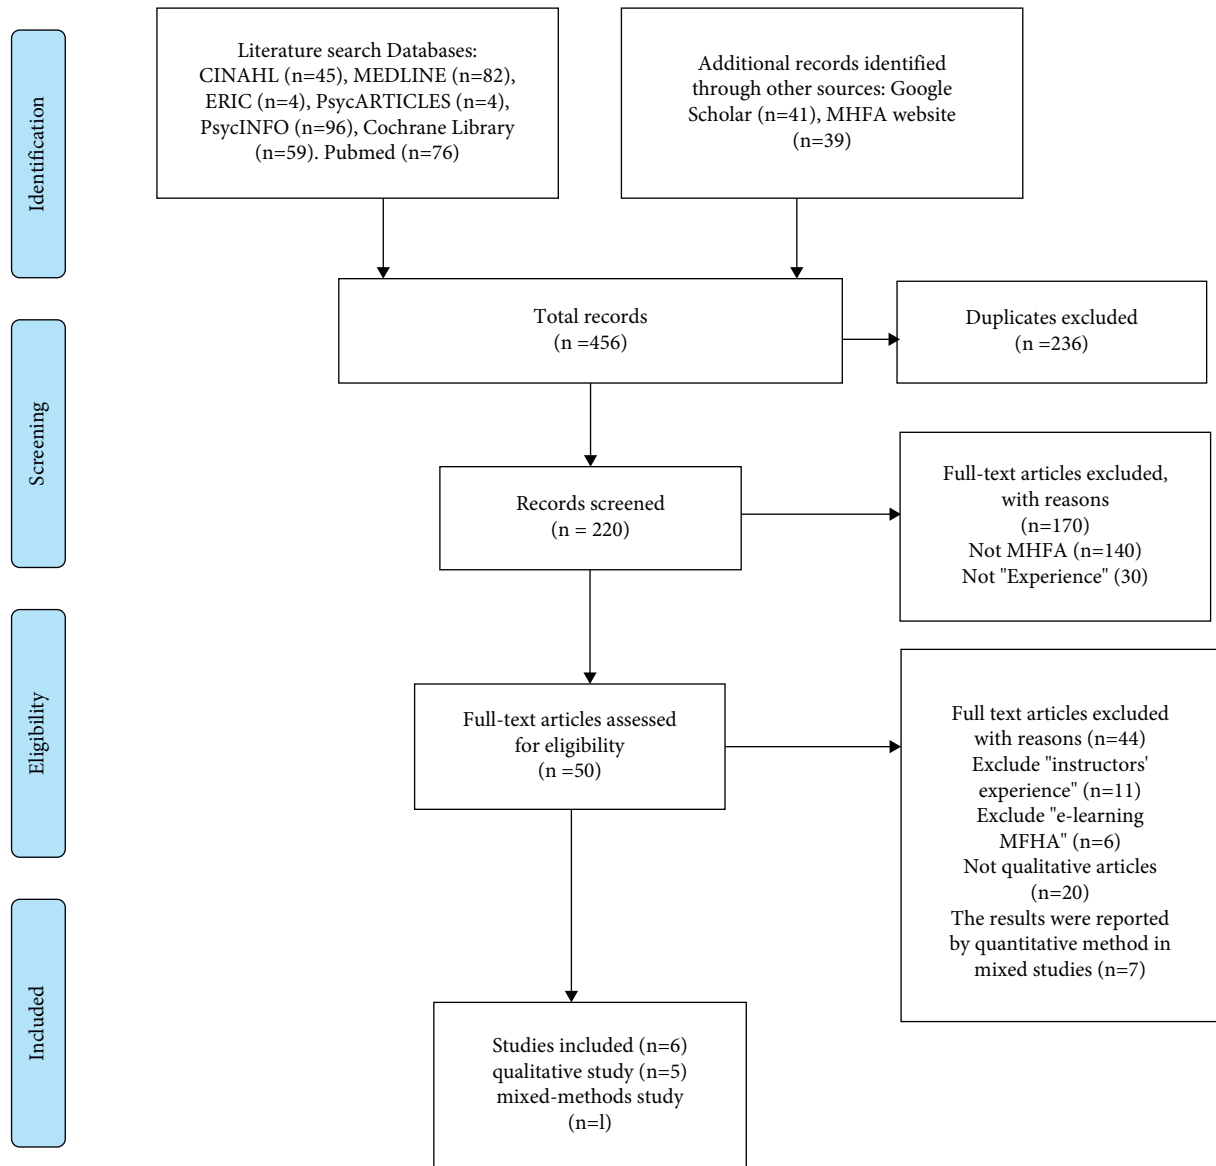 Identification
Literature search Databases:
CINAHL (n=45), MEDLINE (n=82),
ERIC (n=4), PsycARTICLES (n=4),
PsycINFO (n=96), Cochrane Library
(n=59). Pubmed (n=76)
Additional records identified
through other sources: Google
Scholar (n=41), MHFA website
(n=39)
Total records
(n =456)
Duplicates excluded
(n =236)
Screening
Records screened
(n = 220)
Full-text articles excluded,
with reasons
(n=170)
Not MHFA (n=140)
Not "Experience" (30)
Eligibility
Full-text articles assessed
for eligibility
(n =50)
Full text articles excluded
with reasons (n=44)
Exclude "instructors'
experience" (n=11)
Exclude "e-learning
MFHA" (n=6)
Not qualitative articles
(n=20)
The results were reported
by quantitative method in
mixed studies (n=7)
Included
Studies included (n=6)
qualitative study (n=5)
mixed-methods study
(n=l)